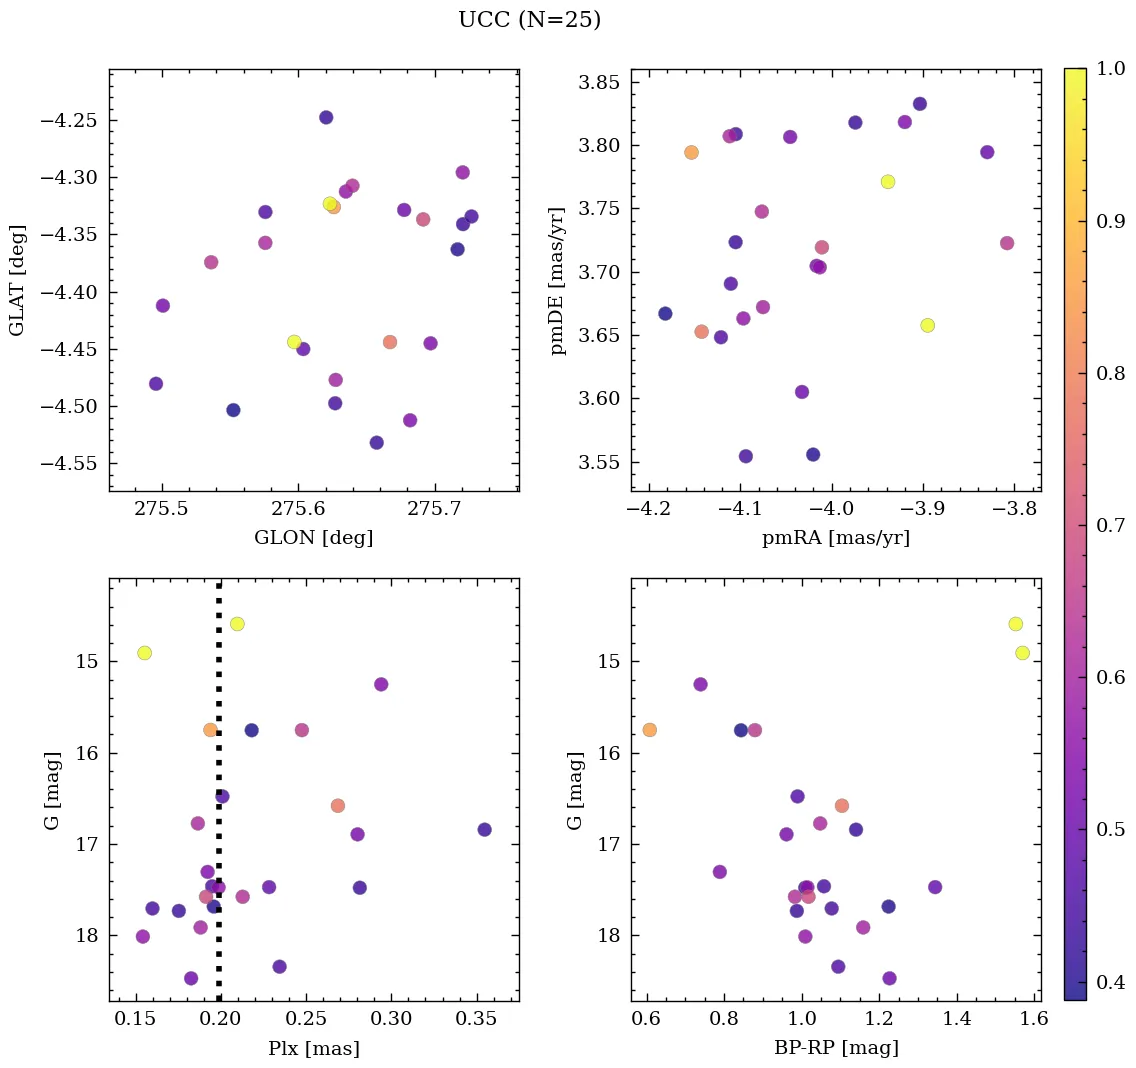 UCC (N=25)
−4.25
−4.30
−4.35
−4.40
−4.45
−4.50
−4.55
GLAT [deg]
275.5 275.6 275.7
GLON [deg]
3.85
3.80
3.75
3.70
3.65
3.60
3.55
pmDE [mas/yr]
−4.2 −4.1 −4.0 −3.9 −3.8
pmRA [mas/yr]
15
16
17
18
G [mag]
0.15 0.20 0.25 0.30 0.35
Plx [mas]
15
16
17
18
G [mag]
0.6 0.8 1.0 1.2 1.4 1.6
BP-RP [mag]
1.0
0.9
0.8
0.7
0.6
0.5
0.4